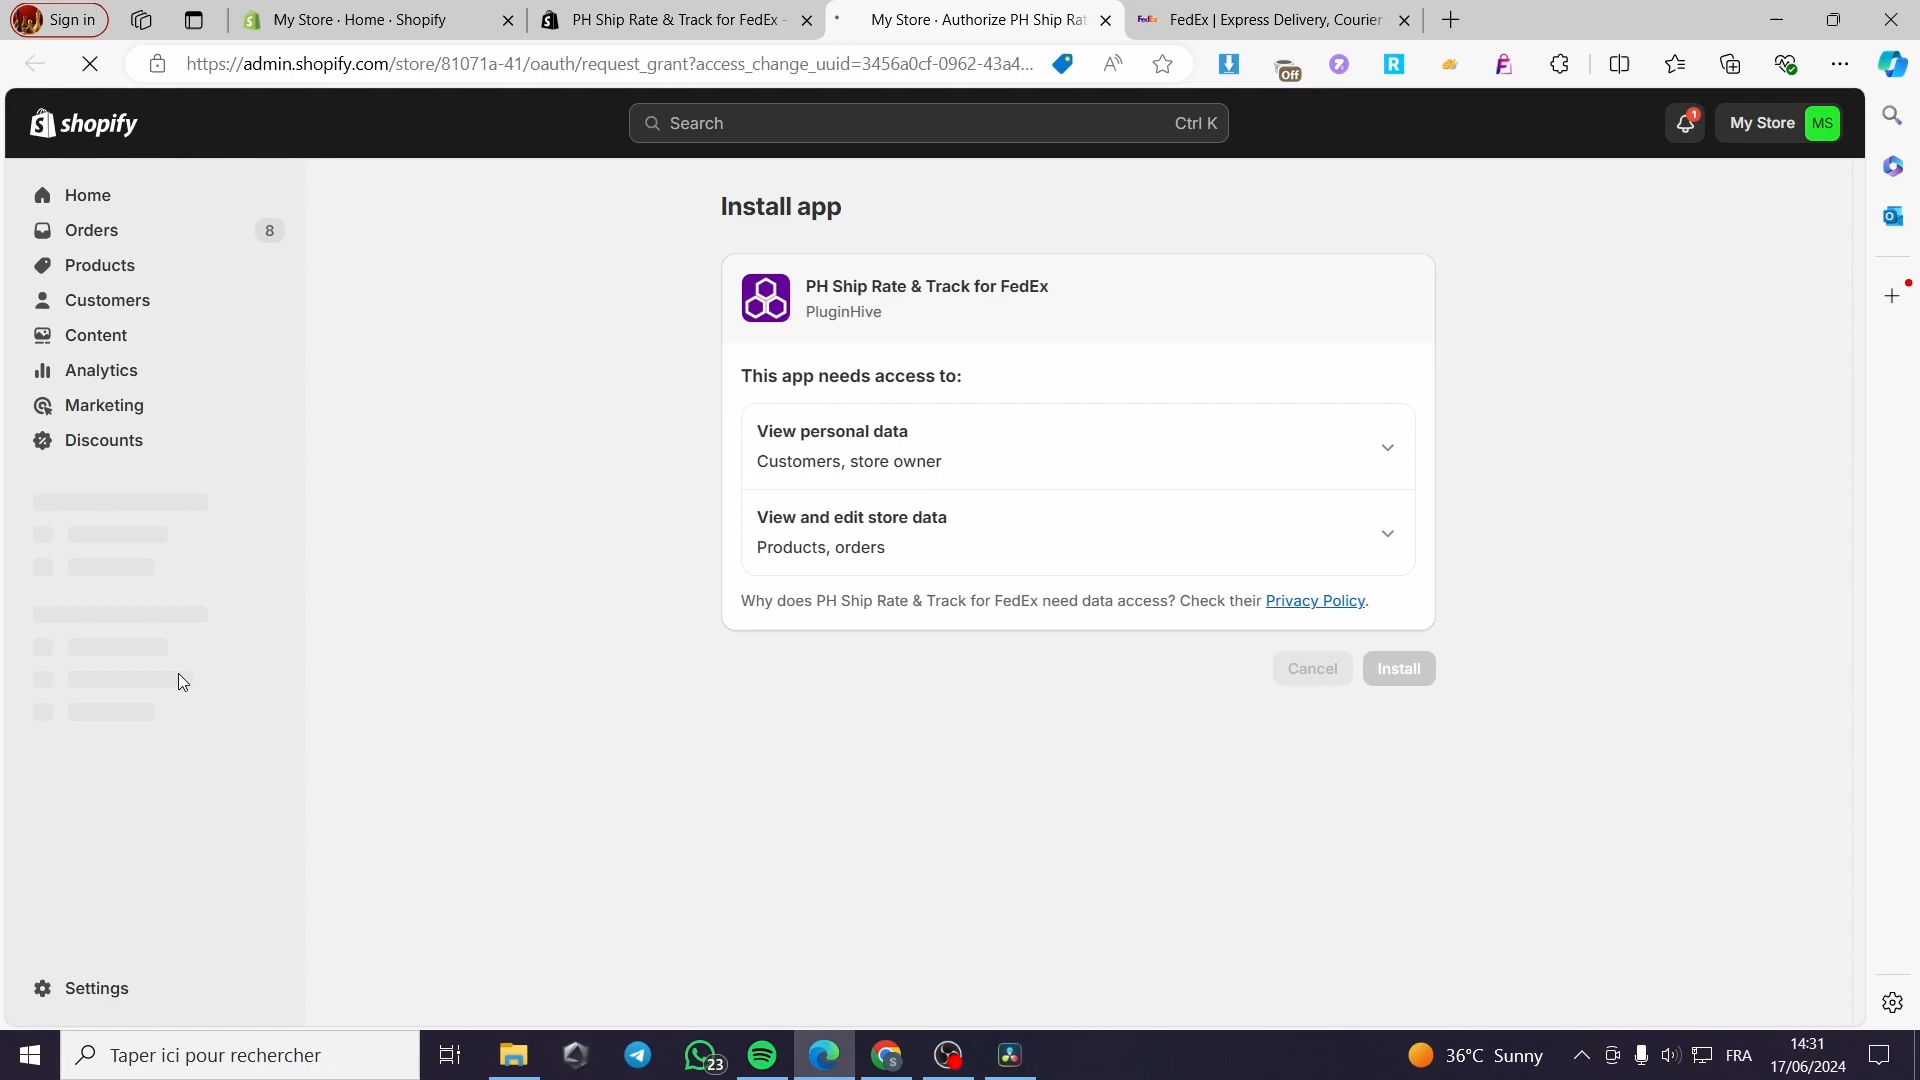 Sign in
My Store · Home · Shopify
PH Ship Rate & Track for FedEx -
My Store · Authorize PH Ship Rat
FedEx
FedEx | Express Delivery, Courier
https://admin.shopify.com/store/81071a-41/oauth/request_grant?access_change_uuid=3456a0cf-0962-43a4...
Off
shopify
Search
Ctrl K
1
My Store
MS
Home
Orders
8
Products
Customers
Content
Analytics
Marketing
Discounts
Settings
Install app
PH Ship Rate & Track for FedEx
PluginHive
This app needs access to:
View personal data
Customers, store owner
View and edit store data
Products, orders
Why does PH Ship Rate & Track for FedEx need data access? Check their Privacy Policy.
Cancel
Install
Taper ici pour rechercher
23
36°C Sunny
FRA
14:31
17/06/2024